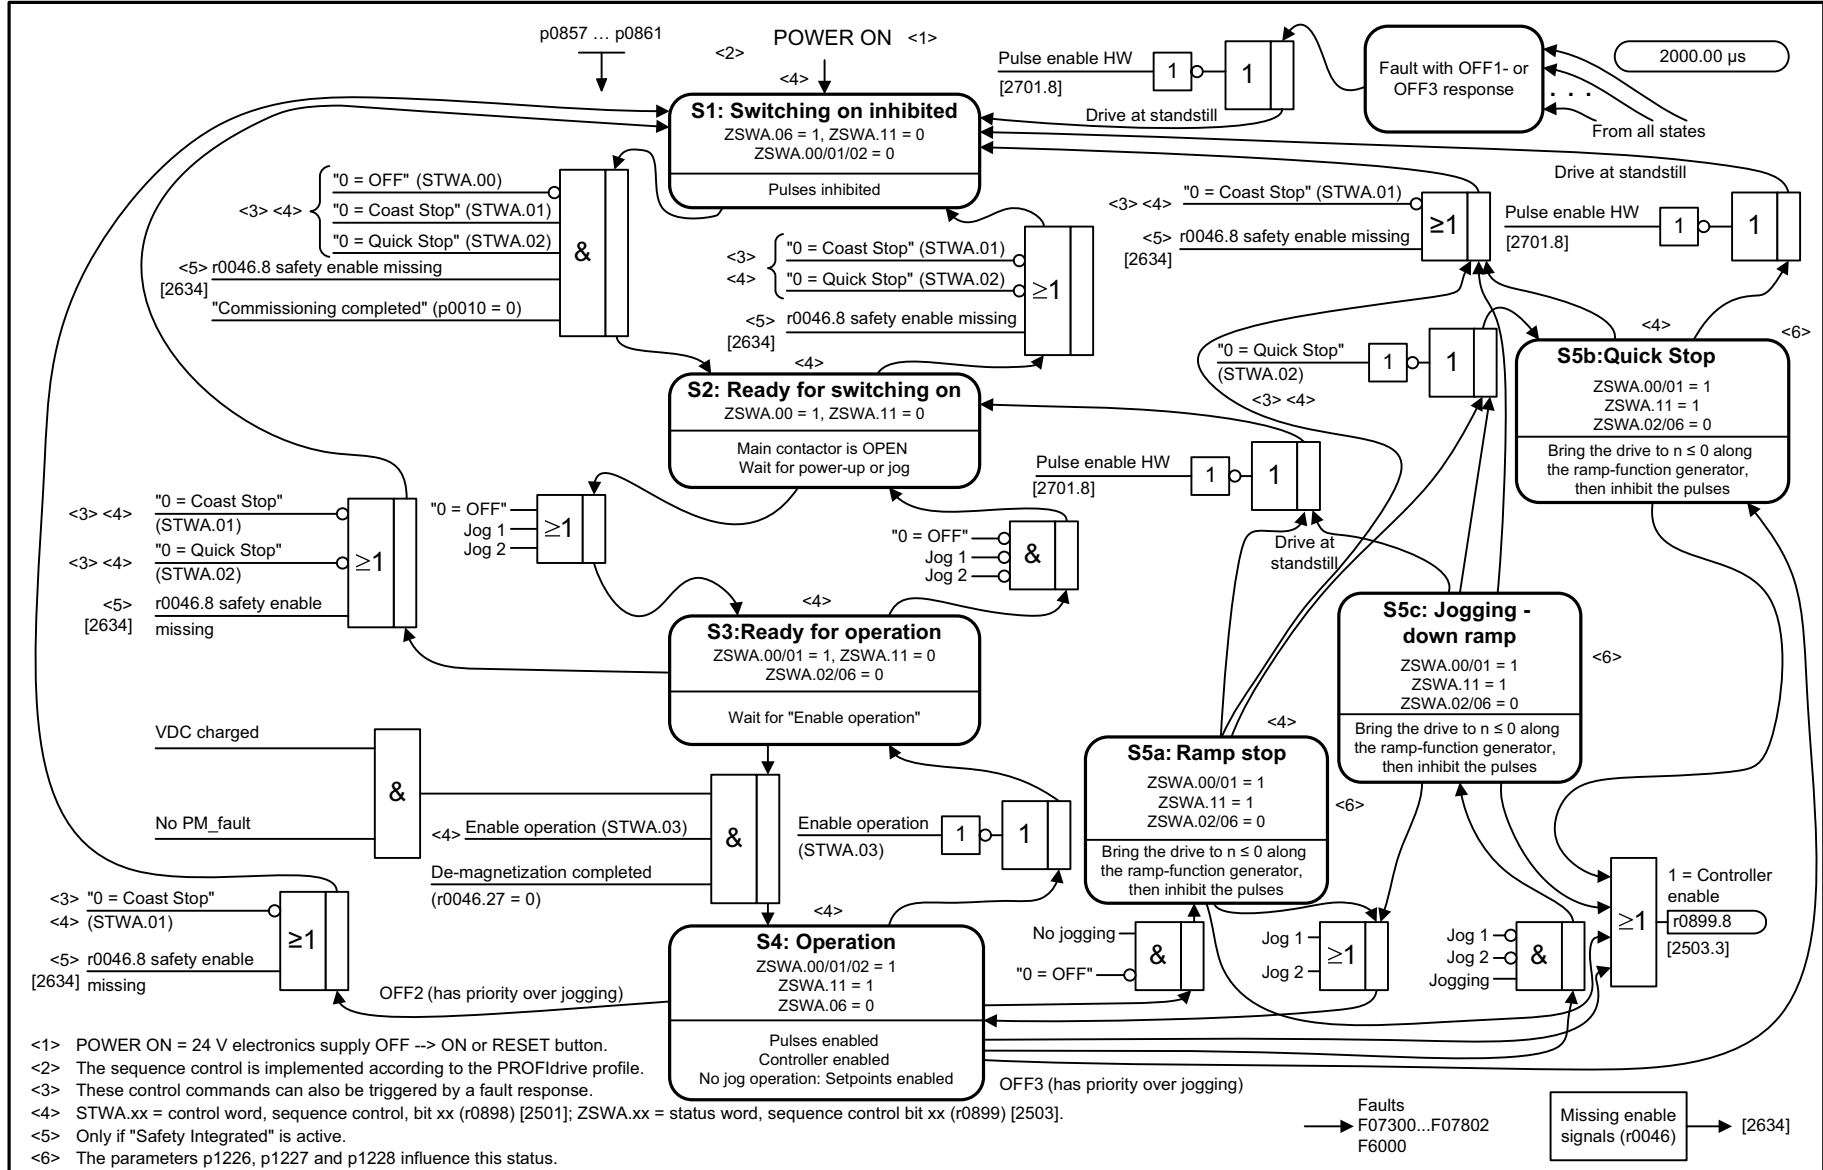 p0857 ... p0861
<2>
POWER ON <1>
<4>
S1: Switching on inhibited
ZSWA.06 = 1, ZSWA.11 = 0
ZSWA.00/01/02 = 0
Pulses inhibited
Pulse enable HW
[2701.8]
1
1
Drive at standstill
Fault with OFF1- or
OFF3 response
. . .
From all states
2000.00 µs
<3> <4>
"0 = OFF" (STWA.00)
"0 = Coast Stop" (STWA.01)
"0 = Quick Stop" (STWA.02)
<5> r0046.8 safety enable missing
[2634]
"Commissioning completed" (p0010 = 0)
&
<3>
<4>
"0 = Coast Stop" (STWA.01)
"0 = Quick Stop" (STWA.02)
<5>
r0046.8 safety enable missing
[2634]
≥1
"0 = Coast Stop" (STWA.01)
<3> <4>
<5> r0046.8 safety enable missing
[2634]
≥1
Drive at standstill
Pulse enable HW
[2701.8]
1
1
<4>
S2: Ready for switching on
ZSWA.00 = 1, ZSWA.11 = 0
Main contactor is OPEN
Wait for power-up or jog
"0 = Quick Stop"
(STWA.02)
<3> <4>
1
1
<4>
<6>
S5b:Quick Stop
ZSWA.00/01 = 1
ZSWA.11 = 1
ZSWA.02/06 = 0
Bring the drive to n ≤ 0 along
the ramp-function generator,
then inhibit the pulses
Pulse enable HW
[2701.8]
1
1
Drive at
standstill
<3> <4>
"0 = Coast Stop"
(STWA.01)
<3> <4>
"0 = Quick Stop"
(STWA.02)
<5>
[2634]
r0046.8 safety enable
missing
≥1
"0 = OFF"
Jog 1
Jog 2
≥1
"0 = OFF"
Jog 1
Jog 2
&
<4>
S3:Ready for operation
ZSWA.00/01 = 1, ZSWA.11 = 0
ZSWA.02/06 = 0
Wait for "Enable operation"
S5c: Jogging -
down ramp
ZSWA.00/01 = 1
ZSWA.11 = 1
ZSWA.02/06 = 0
Bring the drive to n ≤ 0 along
the ramp-function generator,
then inhibit the pulses
<6>
<4>
S5a: Ramp stop
ZSWA.00/01 = 1
ZSWA.11 = 1
ZSWA.02/06 = 0
Bring the drive to n ≤ 0 along
the ramp-function generator,
then inhibit the pulses
<6>
VDC charged
No PM_fault
&
<4> Enable operation (STWA.03)
De-magnetization completed
(r0046.27 = 0)
&
Enable operation
(STWA.03)
1
1
<3> "0 = Coast Stop"
<4> (STWA.01)
<5> r0046.8 safety enable
[2634] missing
≥1
<4>
S4: Operation
ZSWA.00/01/02 = 1
ZSWA.11 = 1
ZSWA.06 = 0
Pulses enabled
Controller enabled
No jog operation: Setpoints enabled
OFF2 (has priority over jogging)
No jogging
"0 = OFF"
&
Jog 1
Jog 2
≥1
Jog 1
Jog 2
Jogging
&
≥1
1 = Controller
enable
r0899.8
[2503.3]
OFF3 (has priority over jogging)
<1> POWER ON = 24 V electronics supply OFF --> ON or RESET button.
<2> The sequence control is implemented according to the PROFIdrive profile.
<3> These control commands can also be triggered by a fault response.
<4> STWA.xx = control word, sequence control, bit xx (r0898) [2501]; ZSWA.xx = status word, sequence control bit xx (r0899) [2503].
<5> Only if "Safety Integrated" is active.
<6> The parameters p1226, p1227 and p1228 influence this status.
Faults
F07300...F07802
F6000
Missing enable
signals (r0046)
[2634]